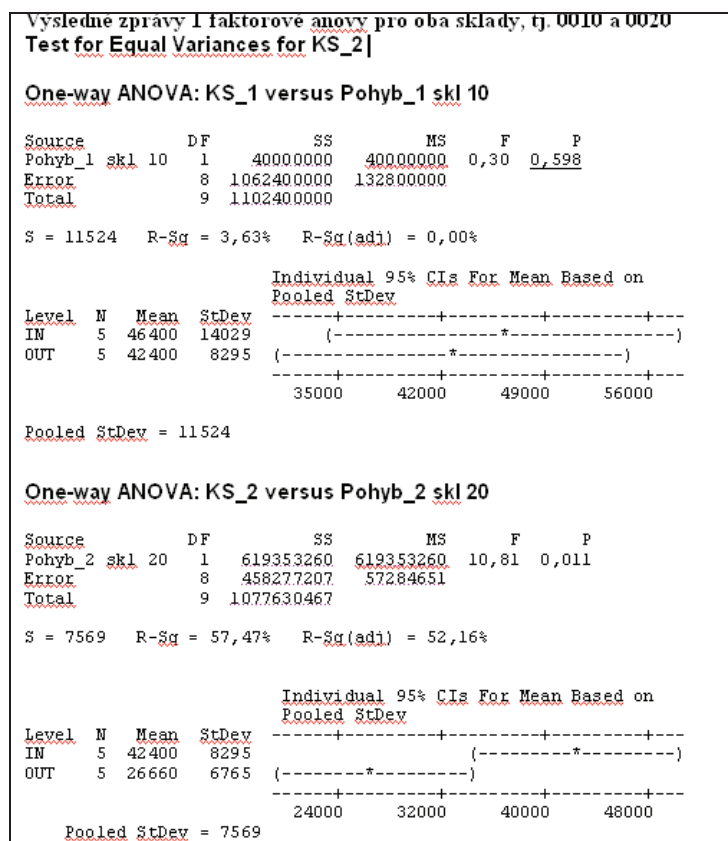 Výsledné zprávy 1 faktorové anovy pro oba sklady, tj. 0010 a 0020
Test for Equal Variances for KS_2
One-way ANOVA: KS_1 versus Pohyb_1 skl 10
Source DF SS MS F P
Pohyb_1 skl 10 1 40000000 40000000 0,30 0,598
Error 8 1062400000 132800000
Total 9 1102400000
S = 11524 R-Sq = 3,63% R-Sq(adj) = 0,00%
Individual 95% CIs For Mean Based on
Pooled StDev
Level N Mean StDev ------+---------+---------+---------+---
IN 5 46400 14029 (----------------*----------------)
OUT 5 42400 8295 (----------------*----------------)
------+---------+---------+---------+---
35000 42000 49000 56000
Pooled StDev = 11524
One-way ANOVA: KS_2 versus Pohyb_2 skl 20
Source DF SS MS F P
Pohyb_2 skl 20 1 619353260 619353260 10,81 0,011
Error 8 458277207 57284651
Total 9 1077630467
S = 7569 R-Sq = 57,47% R-Sq(adj) = 52,16%
Individual 95% CIs For Mean Based on
Pooled StDev
Level N Mean StDev ------+---------+---------+---------+---
IN 5 42400 8295 (---------*---------)
OUT 5 26660 6765 (--------*---------)
------+---------+---------+---------+---
24000 32000 40000 48000
Pooled StDev = 7569